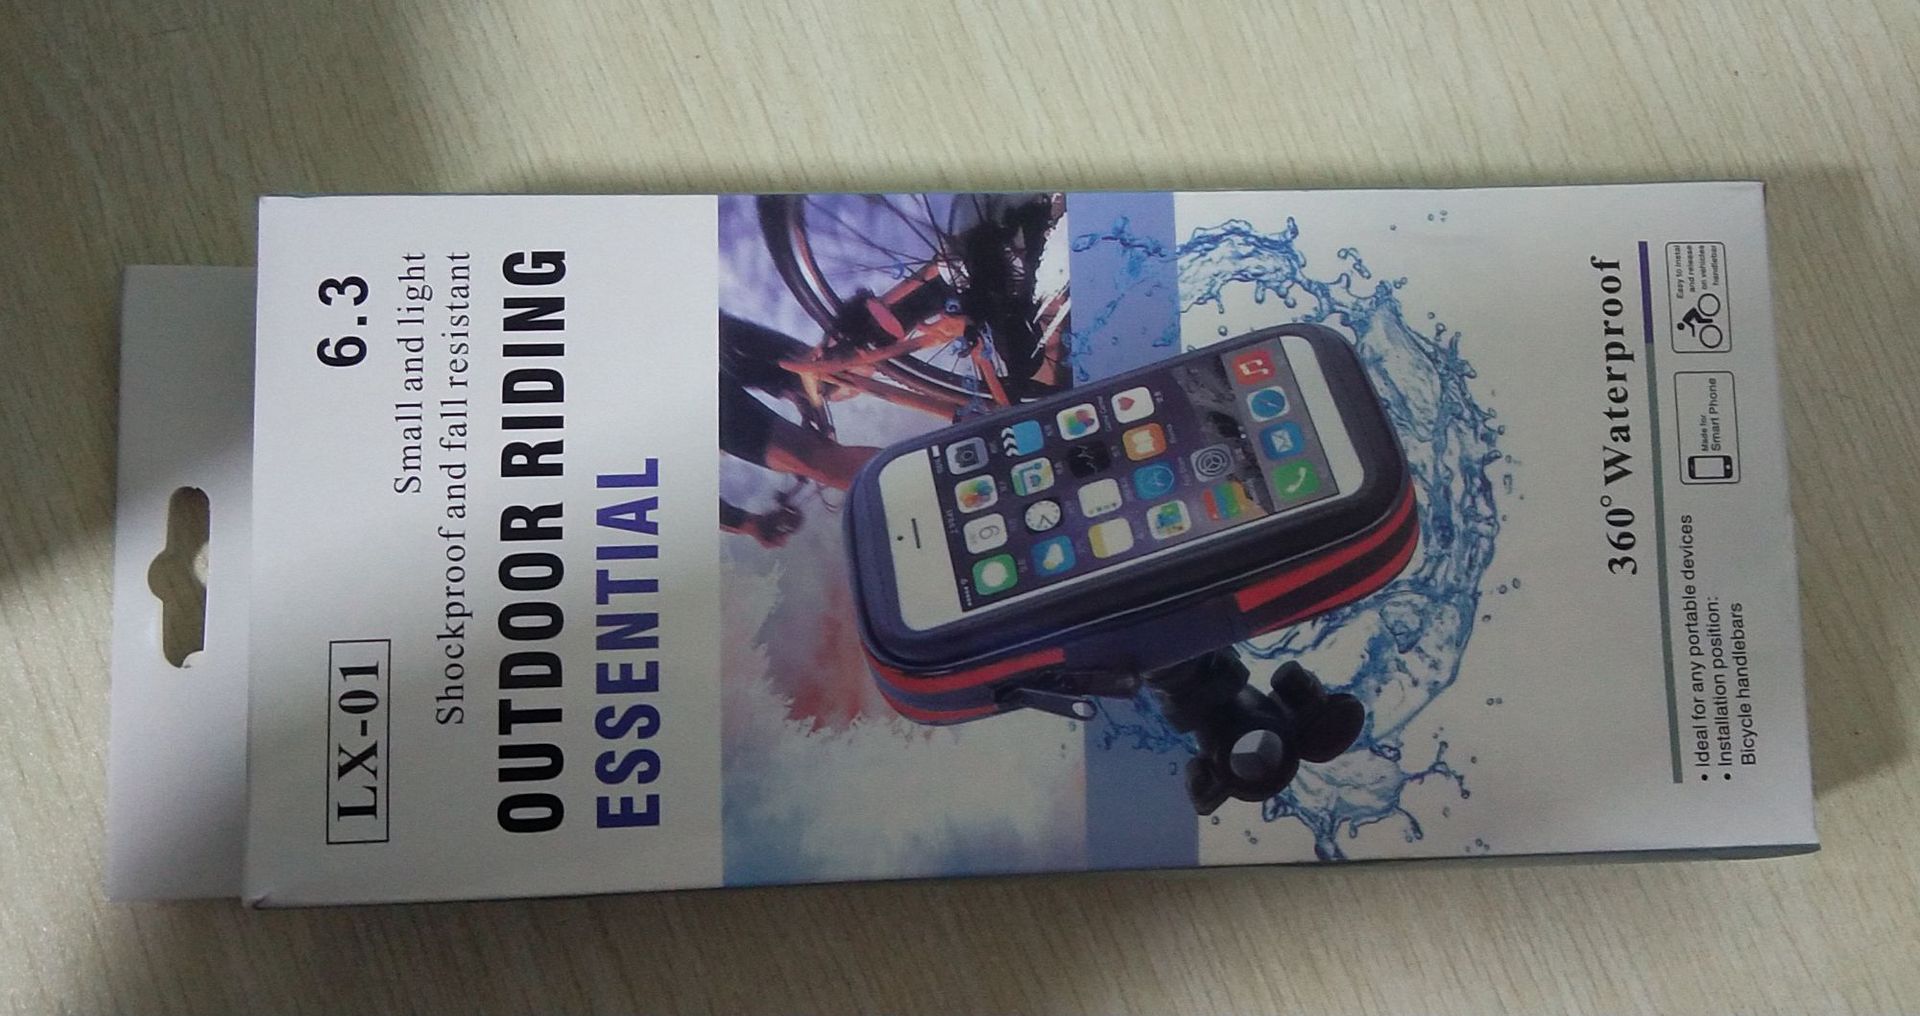 LX-01
6.3
Small and light
Shockproof and fall resistant
OUTDOOR RIDING
ESSENTIAL
360° Waterproof
• Ideal for any portable devices
• Installation position:
Bicycle handlebars
Made for
Smart Phone
Easy to instal
and release
on vehicles
handlebar